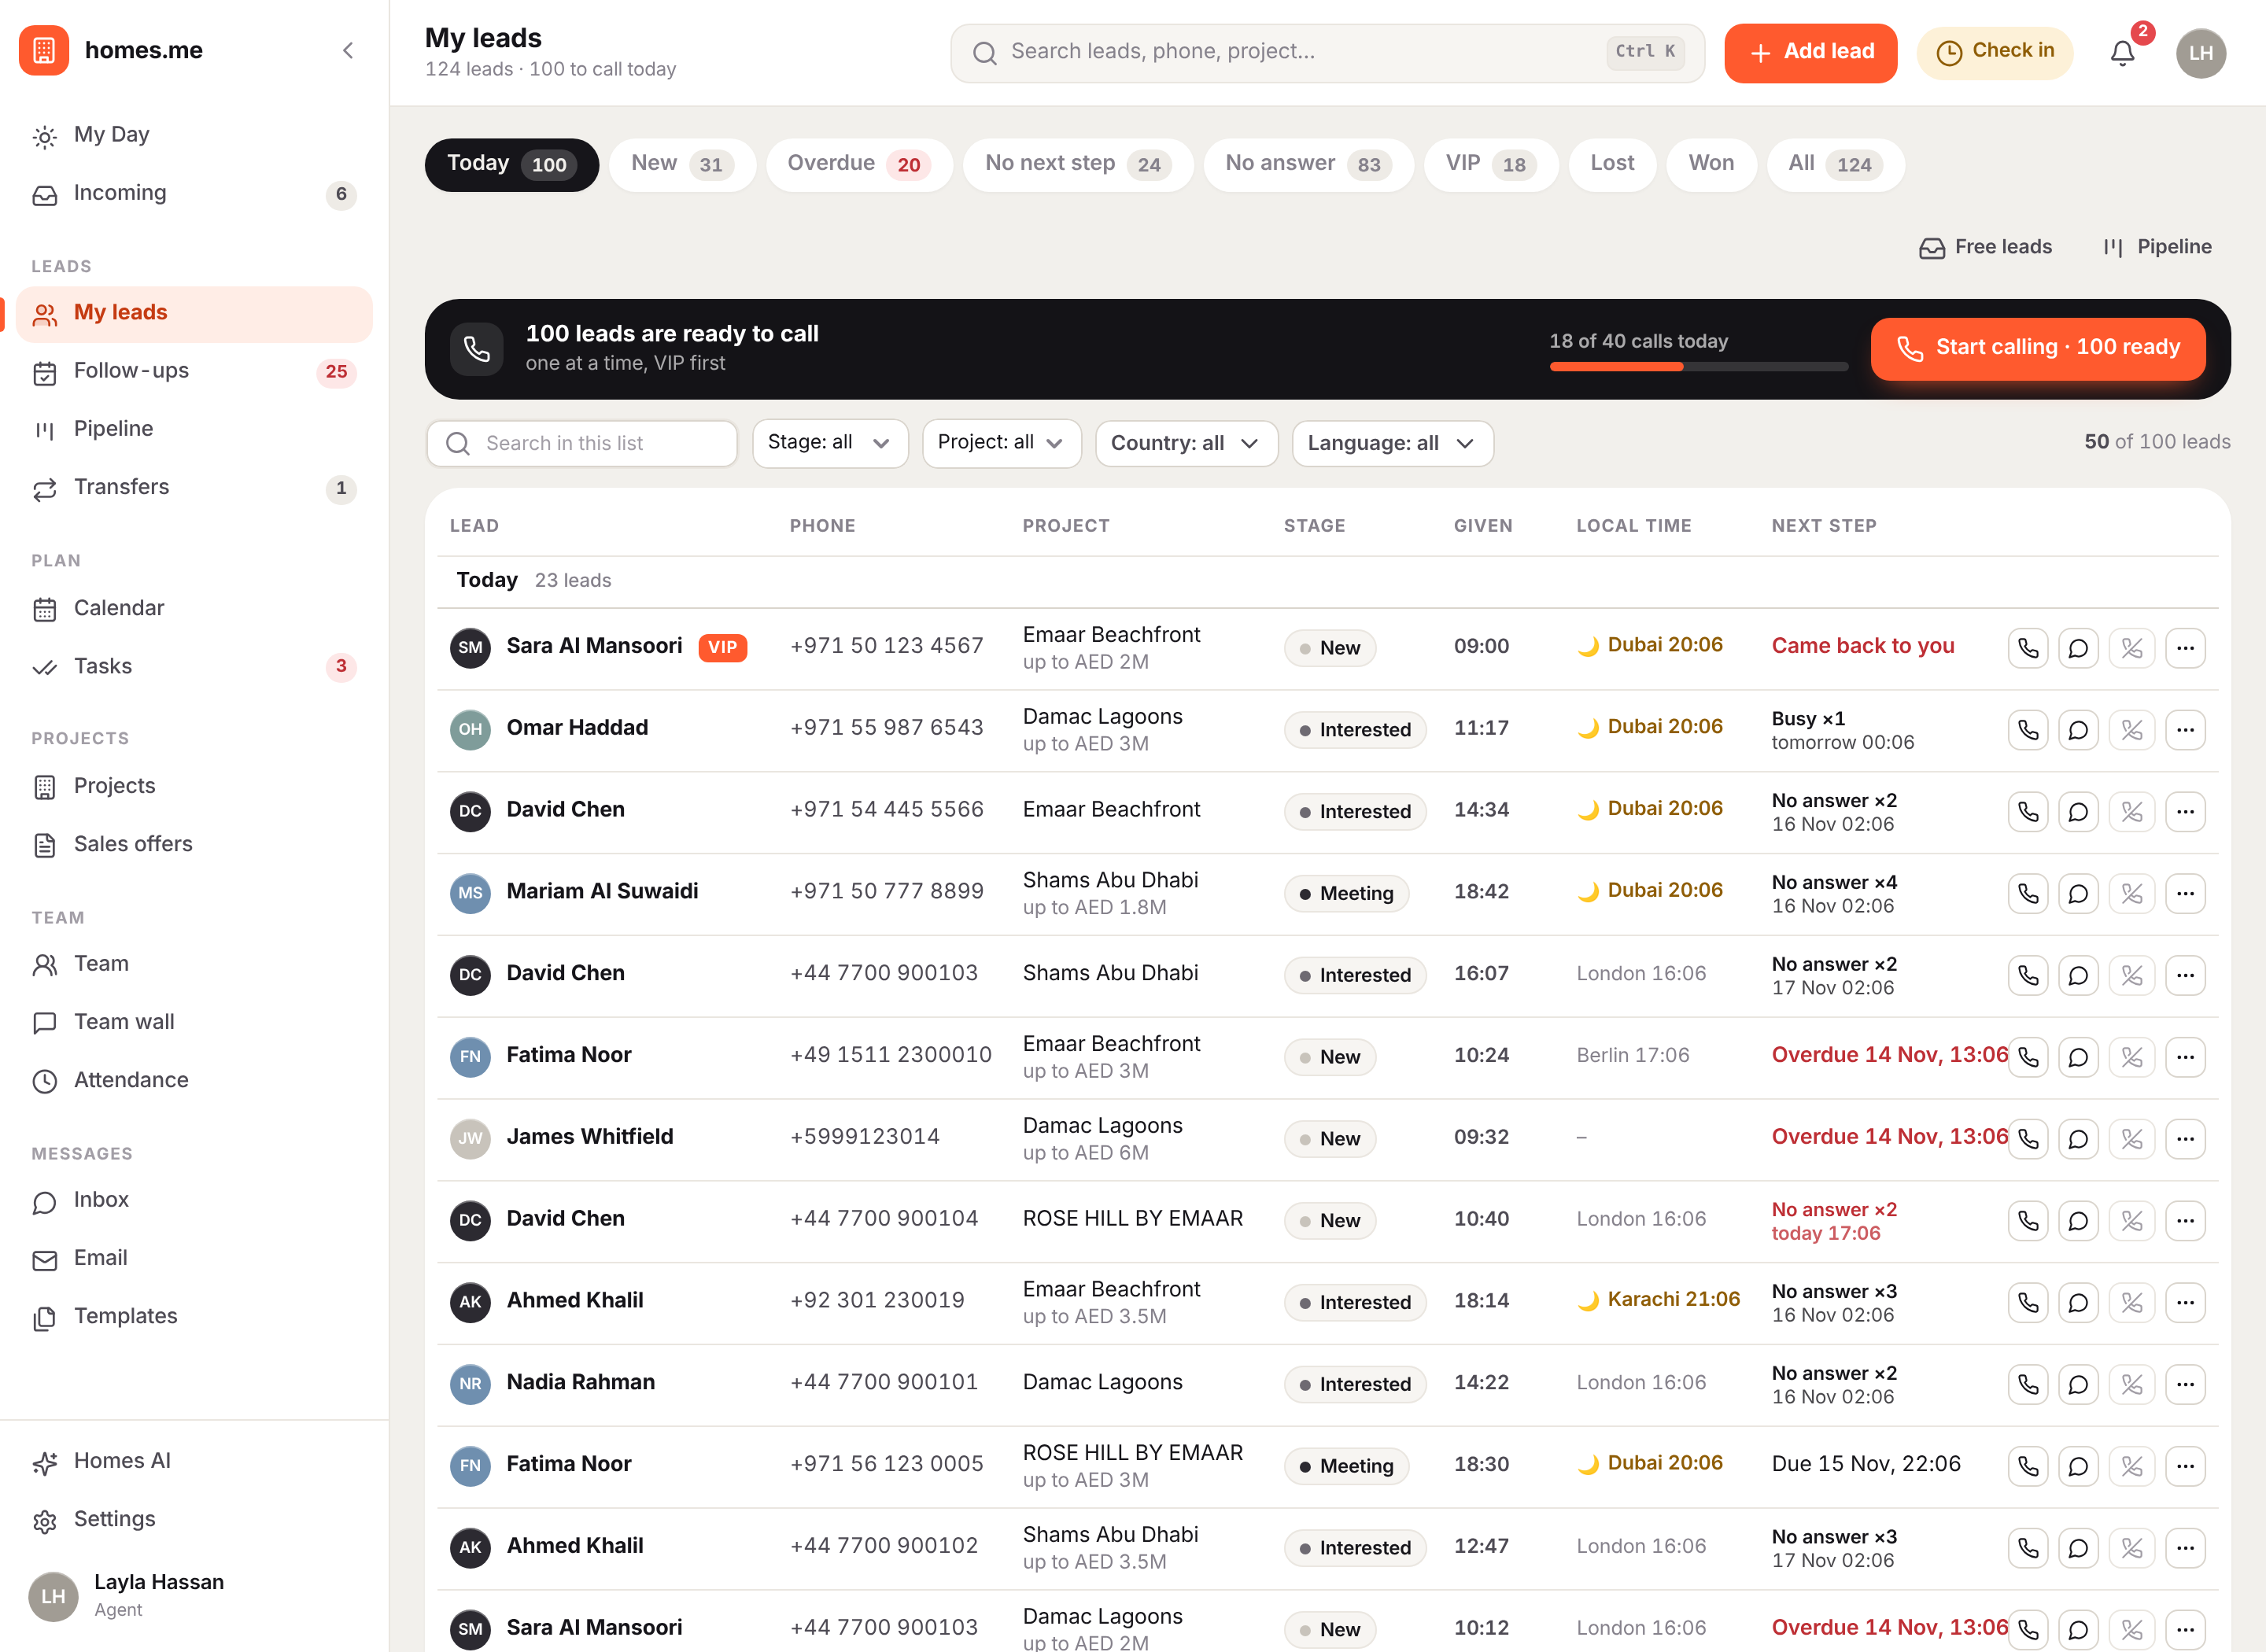 homes.me
My Day
Incoming 6
LEADS
My leads
Follow-ups 25
Pipeline
Transfers 1
PLAN
Calendar
Tasks 3
PROJECTS
Projects
Sales offers
TEAM
Team
Team wall
Attendance
MESSAGES
Inbox
Email
Templates
Homes AI
Settings
LH
Layla Hassan
Agent
My leads
124 leads · 100 to call today
Search leads, phone, project... Ctrl K
Add lead
Check in
2
LH
Today 100 New 31 Overdue 20 No next step 24 No answer 83 VIP 18 Lost Won All 124
Free leads Pipeline
100 leads are ready to call
one at a time, VIP first
18 of 40 calls today
Start calling · 100 ready
Search in this list Stage: all Project: all Country: all Language: all 50 of 100 leads
LEAD PHONE PROJECT STAGE GIVEN LOCAL TIME NEXT STEP
Today 23 leads
SM Sara Al Mansoori VIP +971 50 123 4567 Emaar Beachfront New 09:00 Dubai 20:06 Came back to you
up to AED 2M
OH Omar Haddad +971 55 987 6543 Damac Lagoons Interested 11:17 Dubai 20:06 Busy ×1
up to AED 3M tomorrow 00:06
DC David Chen +971 54 445 5566 Emaar Beachfront Interested 14:34 Dubai 20:06 No answer ×2
16 Nov 02:06
MS Mariam Al Suwaidi +971 50 777 8899 Shams Abu Dhabi Meeting 18:42 Dubai 20:06 No answer ×4
up to AED 1.8M 16 Nov 02:06
DC David Chen +44 7700 900103 Shams Abu Dhabi Interested 16:07 London 16:06 No answer ×2
17 Nov 02:06
FN Fatima Noor +49 1511 2300010 Emaar Beachfront New 10:24 Berlin 17:06 Overdue 14 Nov, 13:06
up to AED 3M
JW James Whitfield +5999123014 Damac Lagoons New 09:32 – Overdue 14 Nov, 13:06
up to AED 6M
DC David Chen +44 7700 900104 ROSE HILL BY EMAAR New 10:40 London 16:06 No answer ×2
today 17:06
AK Ahmed Khalil +92 301 230019 Emaar Beachfront Interested 18:14 Karachi 21:06 No answer ×3
up to AED 3.5M 16 Nov 02:06
NR Nadia Rahman +44 7700 900101 Damac Lagoons Interested 14:22 London 16:06 No answer ×2
16 Nov 02:06
FN Fatima Noor +971 56 123 0005 ROSE HILL BY EMAAR Meeting 18:30 Dubai 20:06 Due 15 Nov, 22:06
up to AED 3M
AK Ahmed Khalil +44 7700 900102 Shams Abu Dhabi Interested 12:47 London 16:06 No answer ×3
up to AED 3.5M 17 Nov 02:06
SM Sara Al Mansoori +44 7700 900103 Damac Lagoons New 10:12 London 16:06 Overdue 14 Nov, 13:06
up to AED 2M